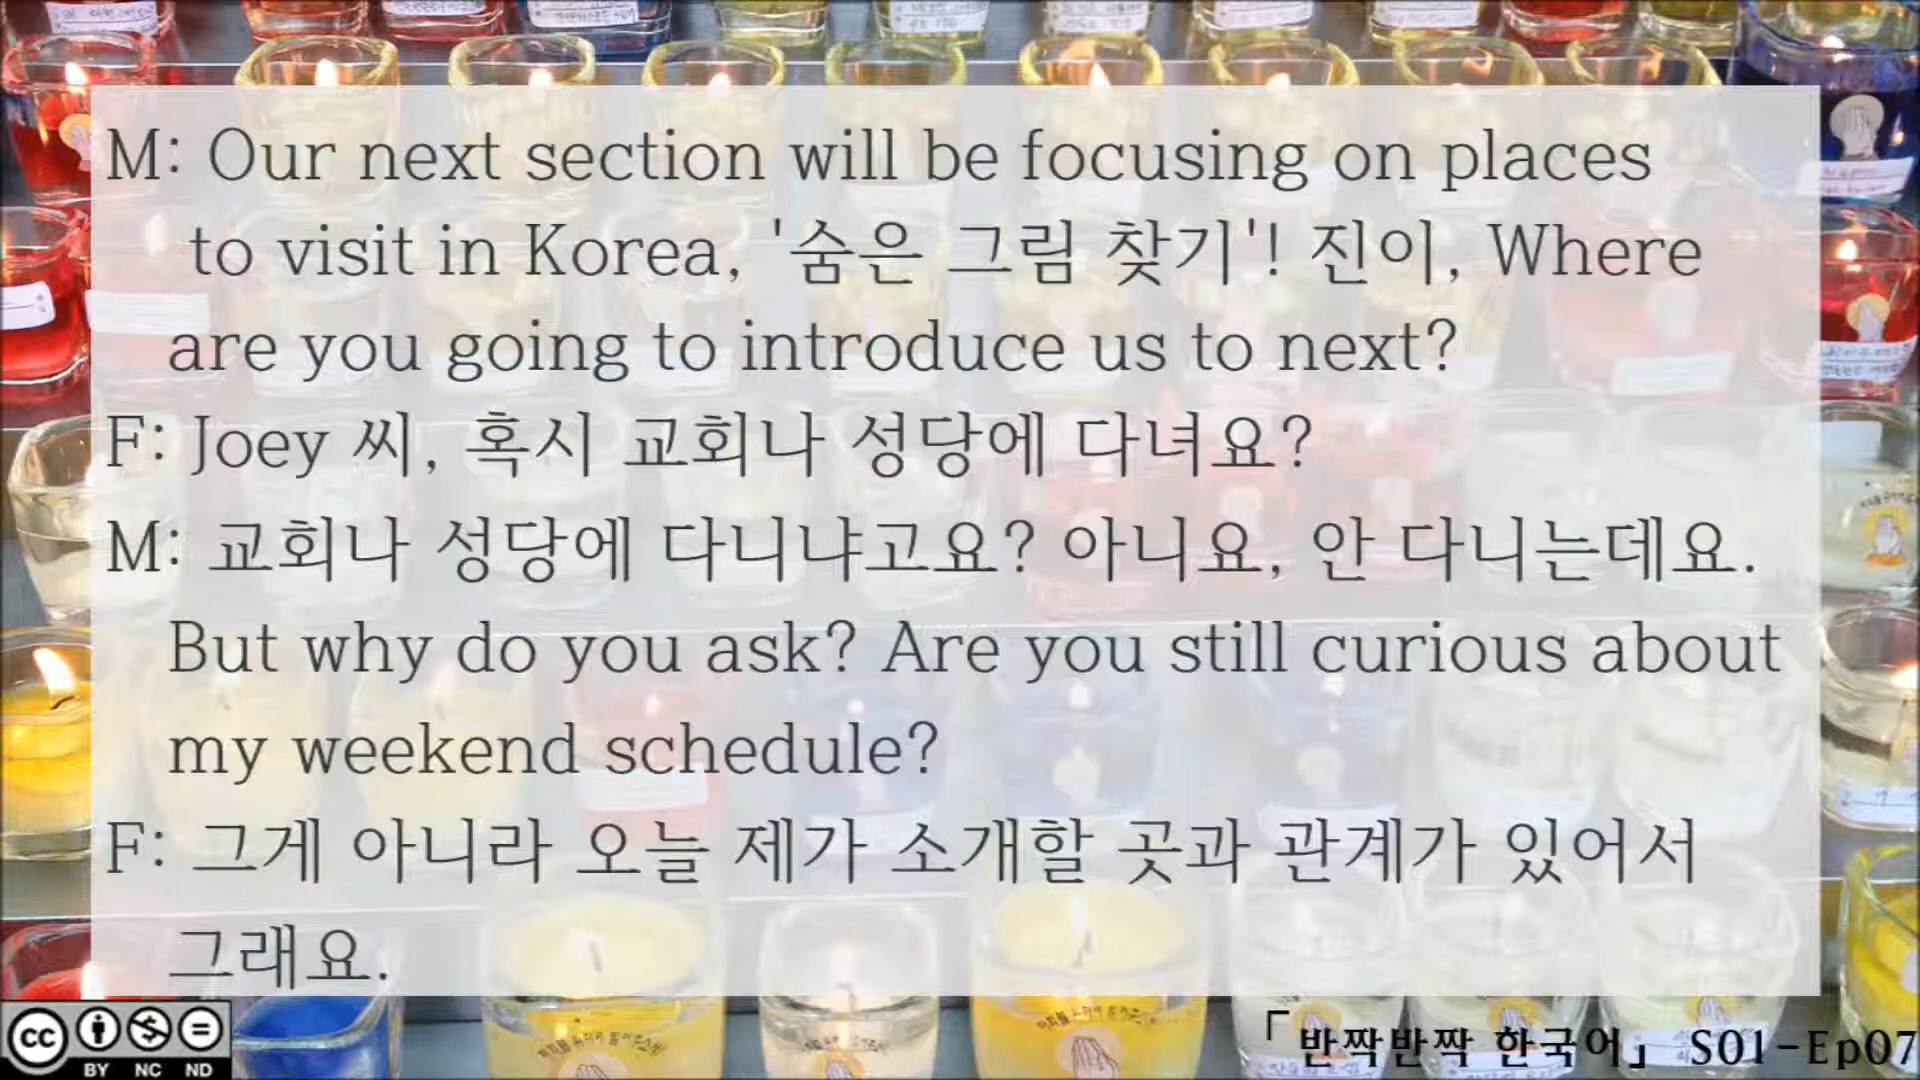 M: Our next section will be focusing on places
to visit in Korea, '숨은 그림 찾기'! 진이, Where
are you going to introduce us to next?
F: Joey 씨, 혹시 교회나 성당에 다녀요?
M: 교회나 성당에 다니냐고요? 아니요, 안 다니는데요.
But why do you ask? Are you still curious about
my weekend schedule?
F: 그게 아니라 오늘 제가 소개할 곳과 관계가 있어서
그래요.
cc
BY NC ND
「반짝반짝 한국어」 S01-Ep07